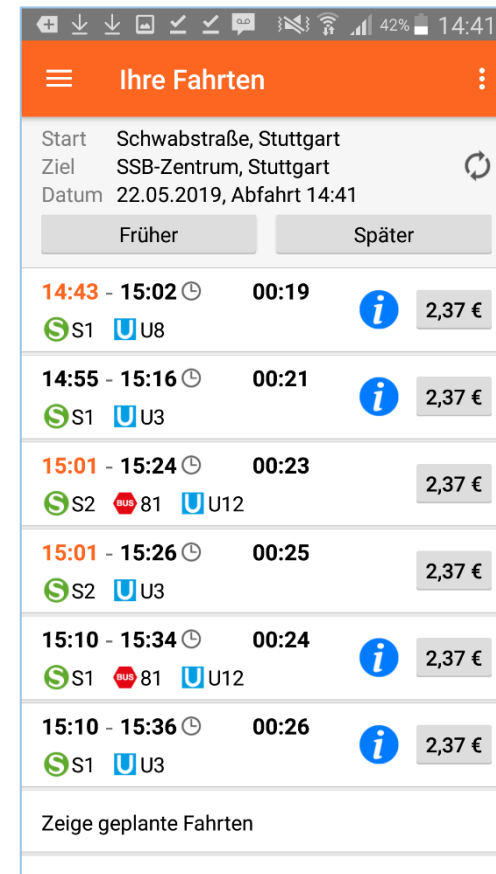 42% 14:41
Ihre Fahrten
Start Schwabstraße, Stuttgart
Ziel SSB-Zentrum, Stuttgart
Datum 22.05.2019, Abfahrt 14:41
Früher Später
14:43 - 15:02 00:19
i 2,37 €
S S1 U U8
14:55 - 15:16 00:21
i 2,37 €
S S1 U U3
15:01 - 15:24 00:23
2,37 €
S S2 BUS 81 U U12
15:01 - 15:26 00:25
2,37 €
S S2 U U3
15:10 - 15:34 00:24
i 2,37 €
S S1 BUS 81 U U12
15:10 - 15:36 00:26
i 2,37 €
S S1 U U3
Zeige geplante Fahrten